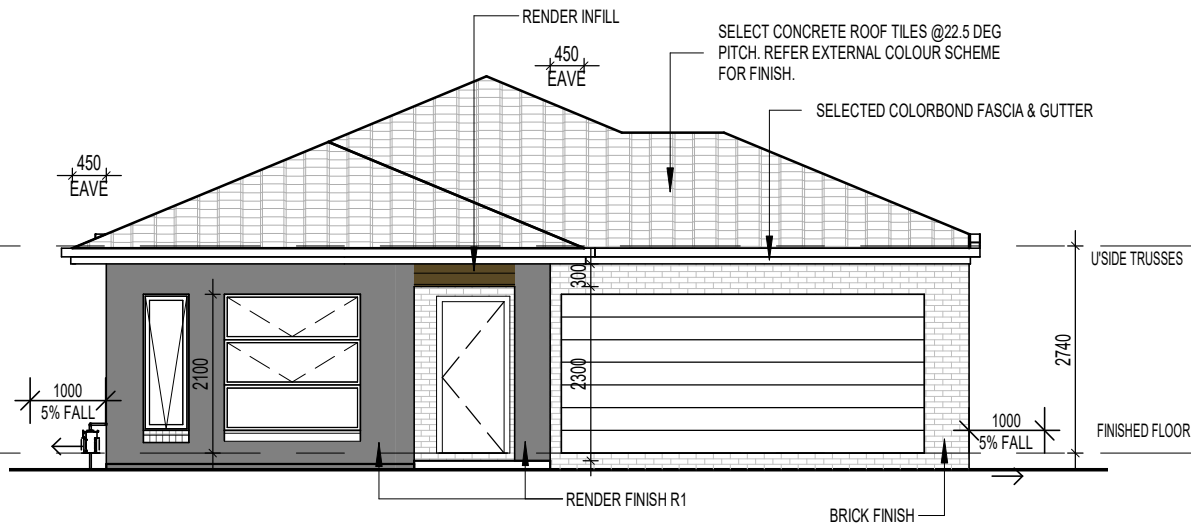 RENDER INFILL
SELECT CONCRETE ROOF TILES @22.5 DEG
PITCH. REFER EXTERNAL COLOUR SCHEME
FOR FINISH.
450
EAVE
SELECTED COLORBOND FASCIA & GUTTER
450
EAVE
U'SIDE TRUSSES
300
2100
2300
2740
1000
5% FALL
1000
5% FALL
FINISHED FLOOR
RENDER FINISH R1
BRICK FINISH